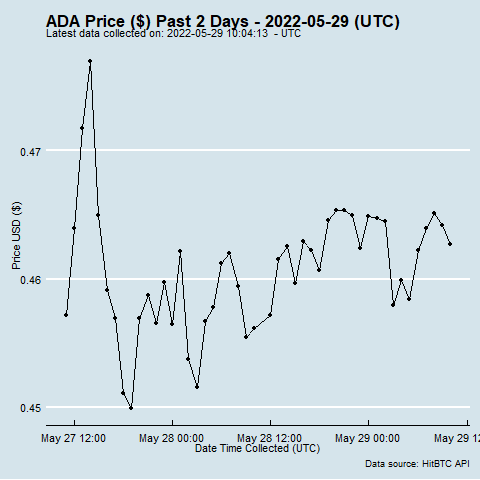 ADA Price ($) Past 2 Days - 2022-05-29 (UTC)
Latest data collected on: 2022-05-29 10:04:13 - UTC
0.47
0.46
0.45
Price USD ($)
May 27 12:00 May 28 00:00 May 28 12:00 May 29 00:00 May 29 12
Date Time Collected (UTC)
Data source: HitBTC API